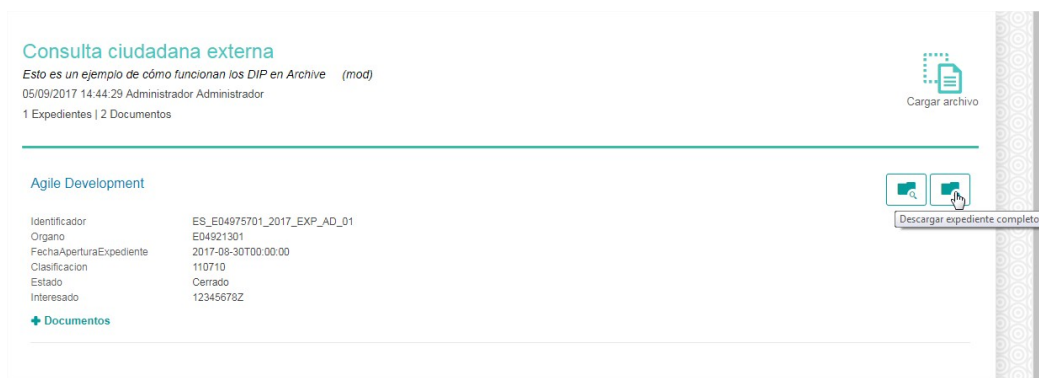 Consulta ciudadana externa
Esto es un ejemplo de cómo funcionan los DIP en Archive (mod)
05/09/2017 14:44:29 Administrador Administrador
1 Expedientes | 2 Documentos
Cargar archivo
Agile Development
Descargar expediente completo
Identificador ES_E04975701_2017_EXP_AD_01
Organo E04921301
FechaAperturaExpediente 2017-08-30T00:00:00
Clasificacion 110710
Estado Cerrado
Interesado 12345678Z
Documentos